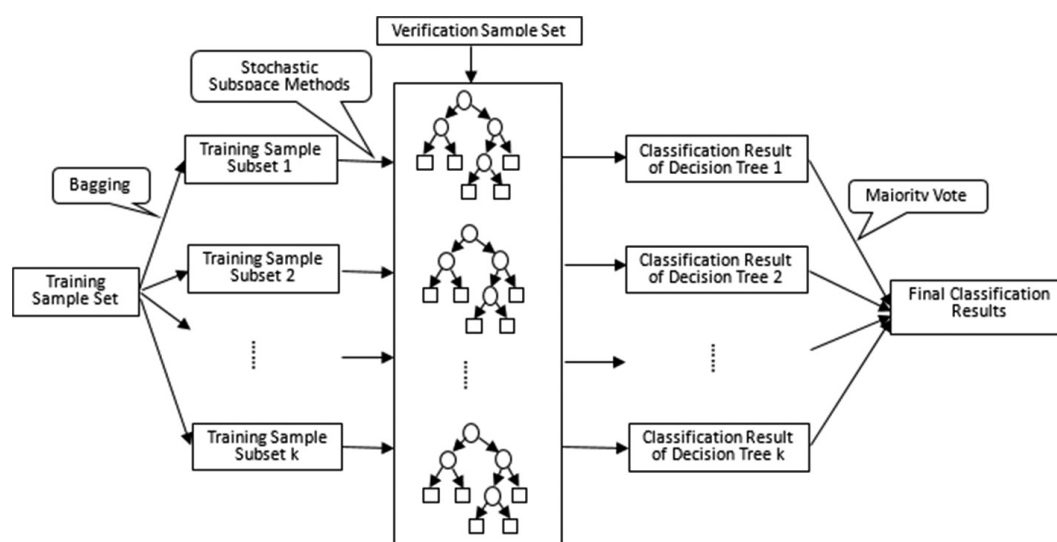 Verification Sample Set
Stochastic
Subspace Methods
Bagging
Training Sample
Subset 1
Classification Result
of Decision Tree 1
Majority Vote
Training
Sample Set
Training Sample
Subset 2
Classification Result
of Decision Tree 2
Final Classification
Results
Training Sample
Subset k
Classification Result
of Decision Tree k